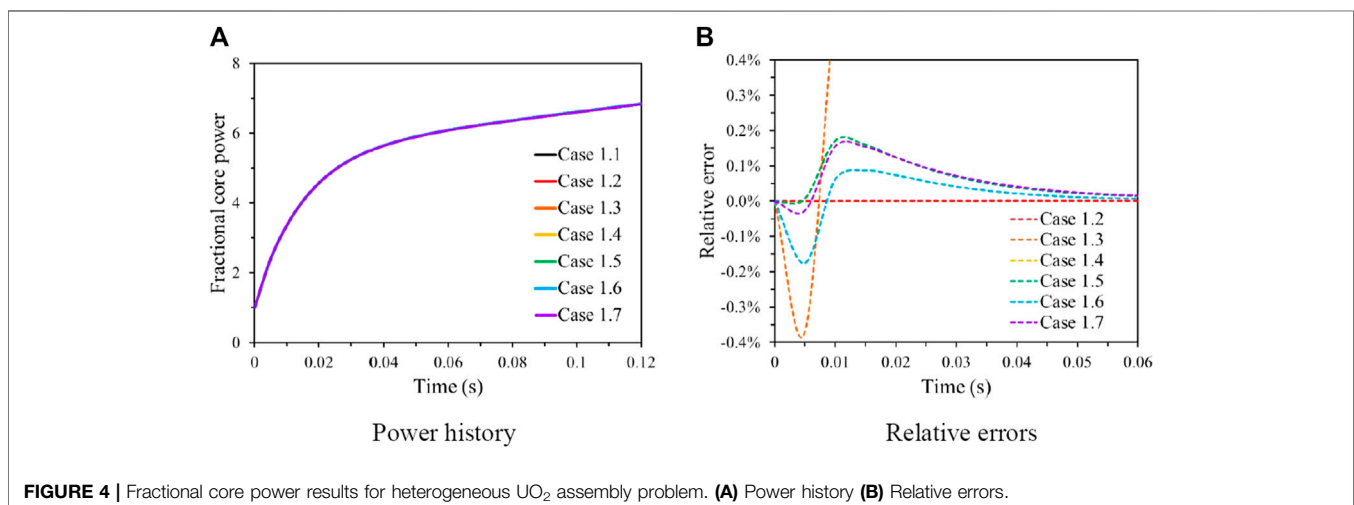 A
8
6
4
2
0
Fractional core power
0
0.02
0.04
0.06
0.08
0.1
0.12
Time (s)
Case 1.1
Case 1.2
Case 1.3
Case 1.4
Case 1.5
Case 1.6
Case 1.7
Power history
B
0.4%
0.3%
0.2%
0.1%
0.0%
-0.1%
-0.2%
-0.3%
-0.4%
Relative error
0
0.01
0.02
0.03
0.04
0.05
0.06
Time (s)
Case 1.2
Case 1.3
Case 1.4
Case 1.5
Case 1.6
Case 1.7
Relative errors
FIGURE 4 | Fractional core power results for heterogeneous UO₂ assembly problem. (A) Power history (B) Relative errors.